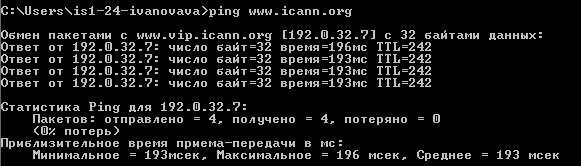 C:\Users\is1-24-ivanovava>ping www.icann.org
Обмен пакетами с www.vip.icann.org [192.0.32.7] с 32 байтами данных:
Ответ от 192.0.32.7: число байт=32 время=196мс TTL=242
Ответ от 192.0.32.7: число байт=32 время=193мс TTL=242
Ответ от 192.0.32.7: число байт=32 время=193мс TTL=242
Ответ от 192.0.32.7: число байт=32 время=193мс TTL=242
Статистика Ping для 192.0.32.7:
Пакетов: отправлено = 4, получено = 4, потеряно = 0
(0% потерь)
Приблизительное время приема-передачи в мс:
Минимальное = 193мсек, Максимальное = 196 мсек, Среднее = 193 мсек